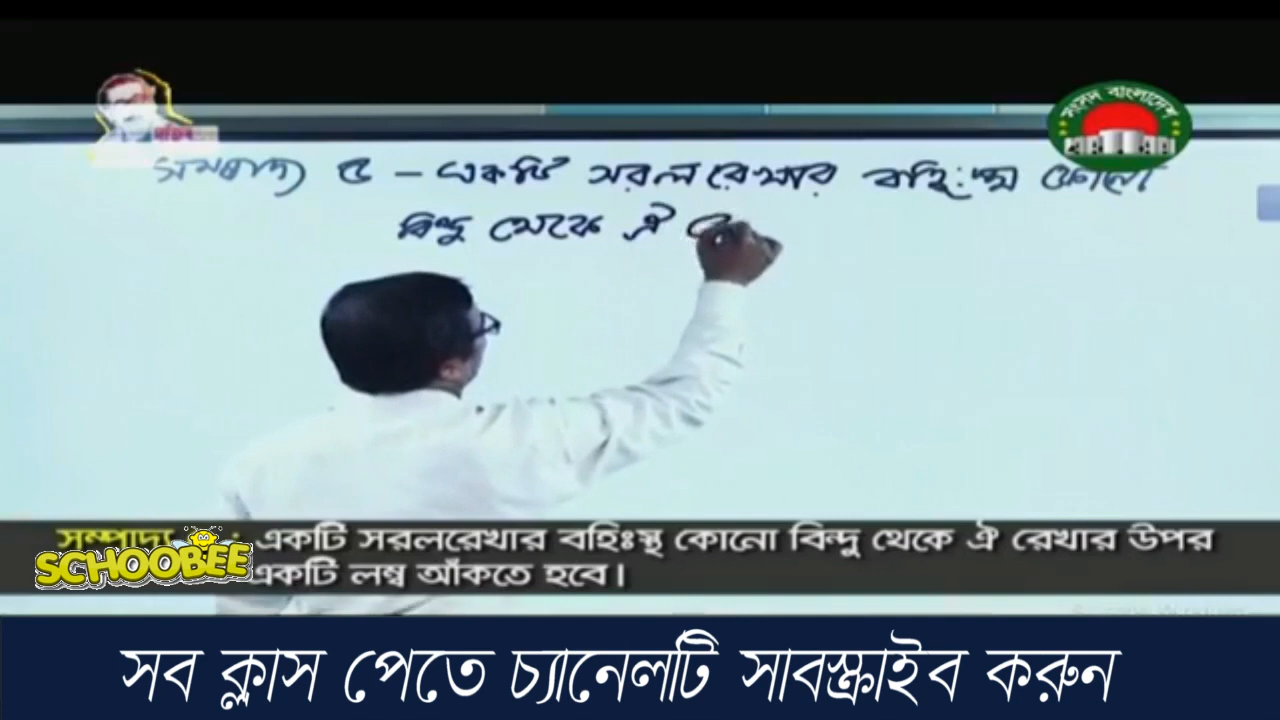 সংসদ বাংলাদেশ
সম্পাদ্য ৫ – একটি সরলরেখার বহিঃস্থ কোনো
বিন্দু থেকে ঐ
সম্পাদ্য : একটি সরলরেখার বহিঃস্থ কোনো বিন্দু থেকে ঐ রেখার উপর
একটি লম্ব আঁকতে হবে।
SCHOOBEE
সব ক্লাস পেতে চ্যানেলটি সাবস্ক্রাইব করুন